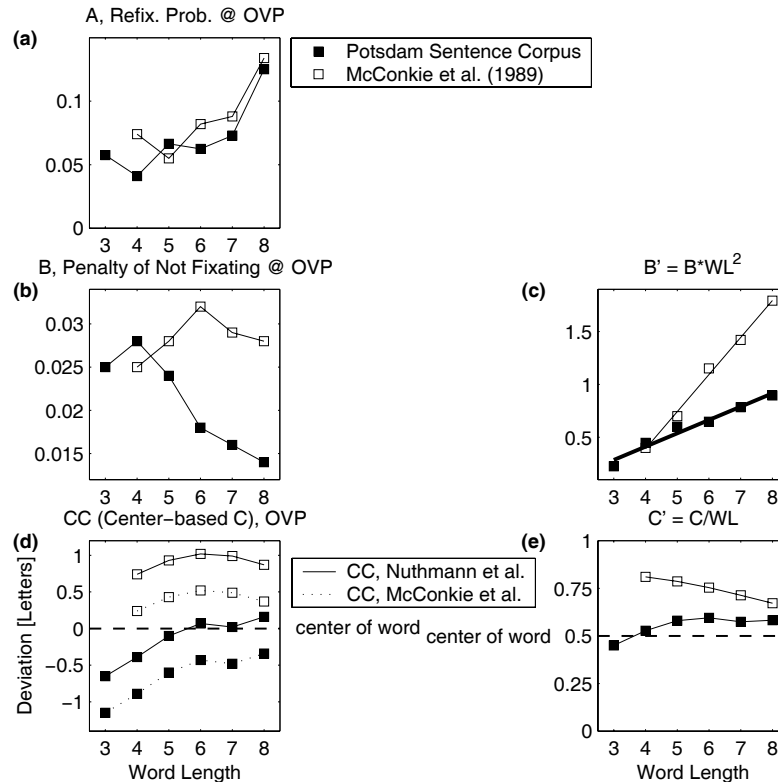 A, Refix. Prob. @ OVP
(a)
Potsdam Sentence Corpus
McConkie et al. (1989)
0.1
0.05
0
3 4 5 6 7 8
B, Penalty of Not Fixating @ OVP
(b)
0.03
0.025
0.02
0.015
3 4 5 6 7 8
B' = B*WL²
(c)
1.5
1
0.5
3 4 5 6 7 8
CC (Center-based C), OVP
(d)
Deviation [Letters]
1
0.5
0
−0.5
−1
3 4 5 6 7 8
Word Length
CC, Nuthmann et al.
CC, McConkie et al.
center of word
center of word
C' = C/WL
(e)
1
0.75
0.5
0.25
0
3 4 5 6 7 8
Word Length